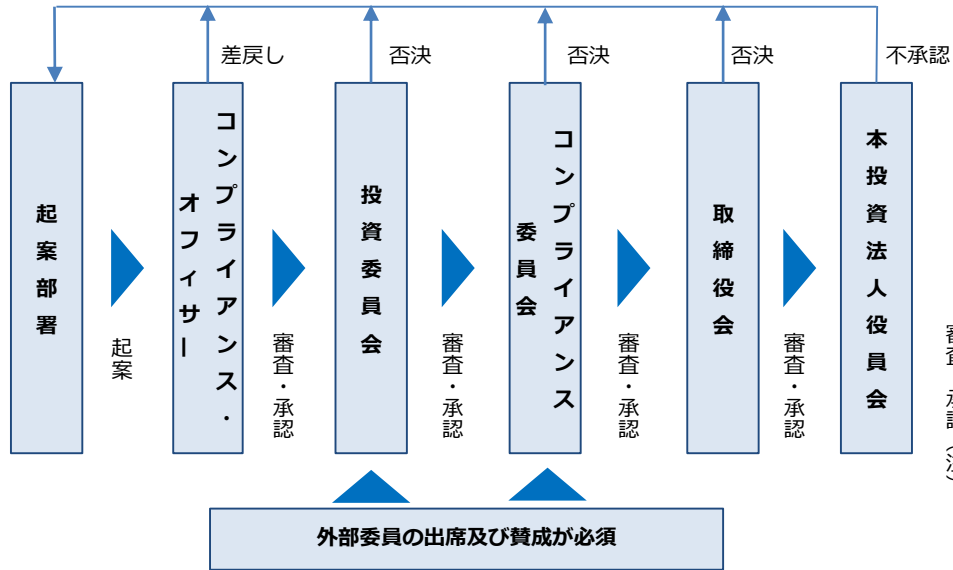 差戻し
否決
否決
否決
不承認
起案部署
起案
コンプライアンス・
オフィサー
審査・承認
投資委員会
審査・承認
コンプライアンス
委員会
審査・承認
取締役会
審査・承認
本投資法人役員会
外部委員の出席及び賛成が必須